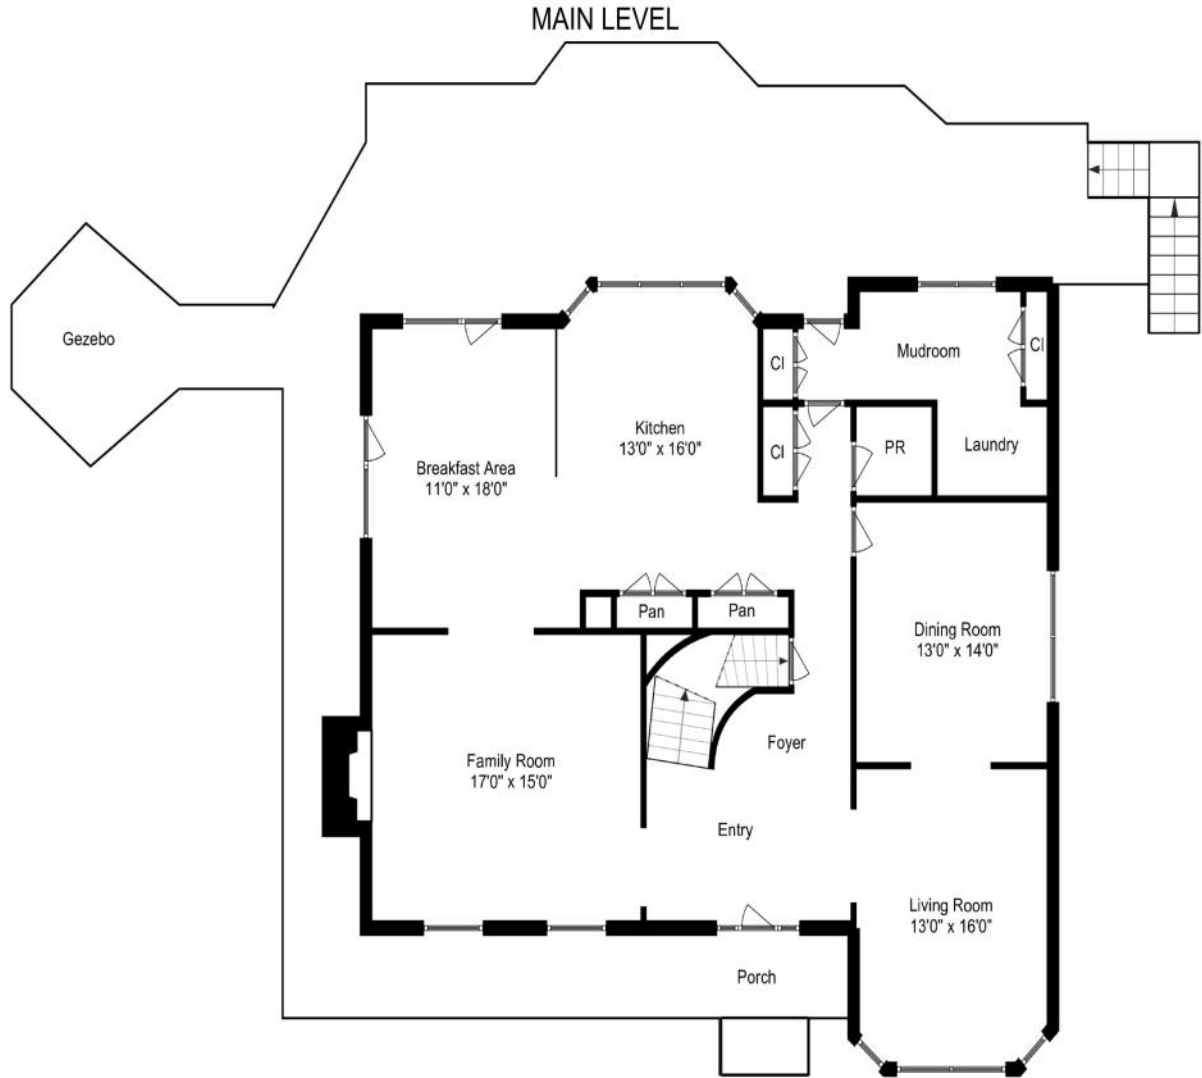 MAIN LEVEL
Gezebo
Cl
Mudroom
Cl
Kitchen
13'0" x 16'0"
Cl
PR
Laundry
Breakfast Area
11'0" x 18'0"
Pan
Pan
Dining Room
13'0" x 14'0"
Foyer
Family Room
17'0" x 15'0"
Entry
Living Room
13'0" x 16'0"
Porch